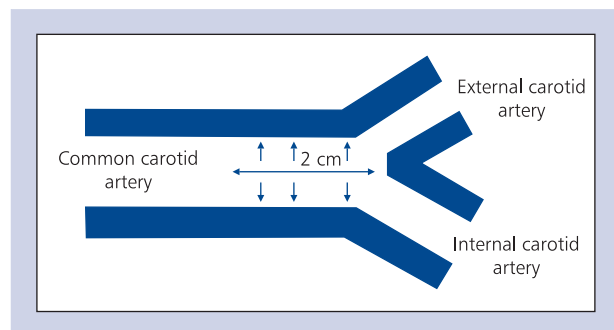 External carotid
artery
Common carotid
artery
2 cm
Internal carotid
artery